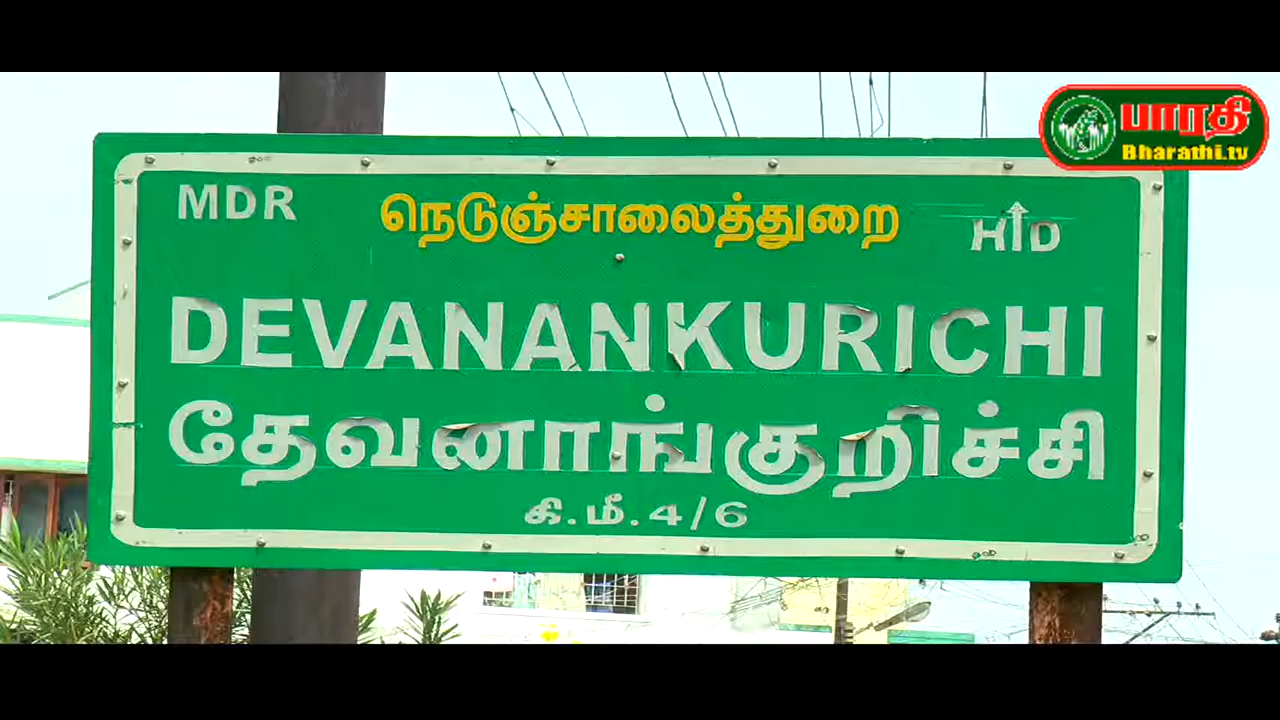 பாரதி
Bharathi.tv
MDR நெடுஞ்சாலைத்துறை HD
DEVANANKURICHI
தேவனாங்குறிச்சி
கி.மீ.4/6